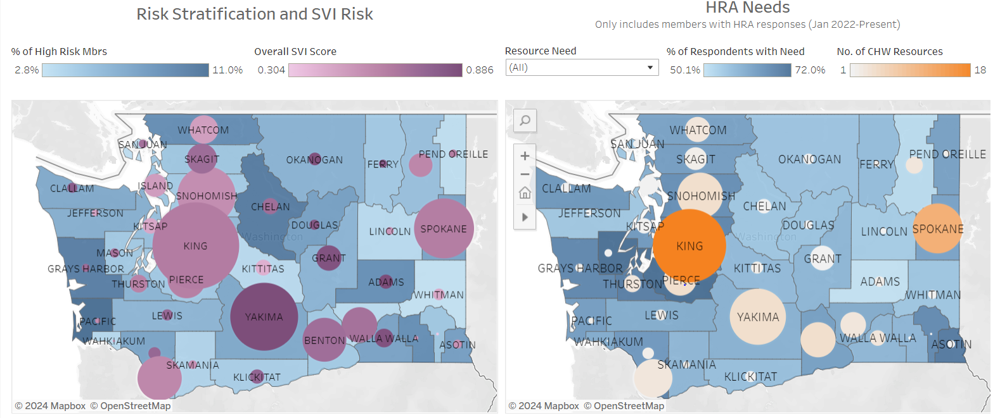 Risk Stratification and SVI Risk
% of High Risk Mbrs
2.8%
11.0%
Overall SVI Score
0.304
0.886
WHATCOM
SAN JUAN
SKAGIT
OKANOGAN
FERRY
PEND OREILLE
CLALLAM
ISLAND
SNOHOMISH
JEFFERSON
CHELAN
KITSAP
DOUGLAS
LINCOLN
SPOKANE
Washington
KING
MASON
GRANT
GRAYS HARBOR
KITTITAS
THURSTON
PIERCE
ADAMS
WHITMAN
LEWIS
YAKIMA
PACIFIC
WAHKIAKUM
BENTON
WALLA WALLA
ASOTIN
SKAMANIA
KLICKITAT
© 2024 Mapbox © OpenStreetMap
HRA Needs
Only includes members with HRA responses (Jan 2022-Present)
Resource Need
(All)
% of Respondents with Need
50.1%
72.0%
No. of CHW Resources
1
18
WHATCOM
SAN JUAN
SKAGIT
OKANOGAN
FERRY
PEND OREILLE
CLALLAM
SNOHOMISH
JEFFERSON
CHELAN
KITSAP
DOUGLAS
LINCOLN
SPOKANE
Washington
KING
GRANT
GRAYS HARBOR
KITTITAS
THURSTON
PIERCE
ADAMS
WHITMAN
LEWIS
YAKIMA
PACIFIC
WAHKIAKUM
WALLA WALLA
ASOTIN
SKAMANIA
KLICKITAT
© 2024 Mapbox © OpenStreetMap